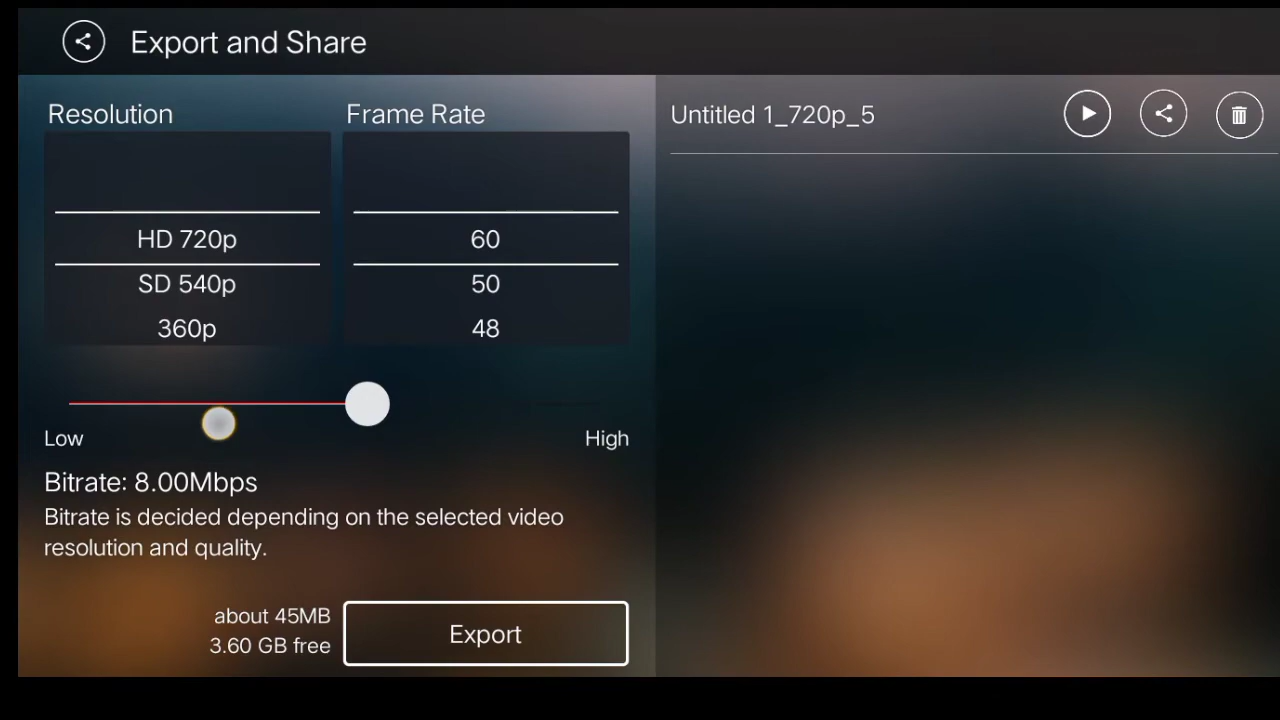 Export and Share
Resolution
Frame Rate
HD 720p
SD 540p
360p
60
50
48
Low
High
Bitrate: 8.00Mbps
Bitrate is decided depending on the selected video
resolution and quality.
about 45MB
3.60 GB free
Export
Untitled 1_720p_5